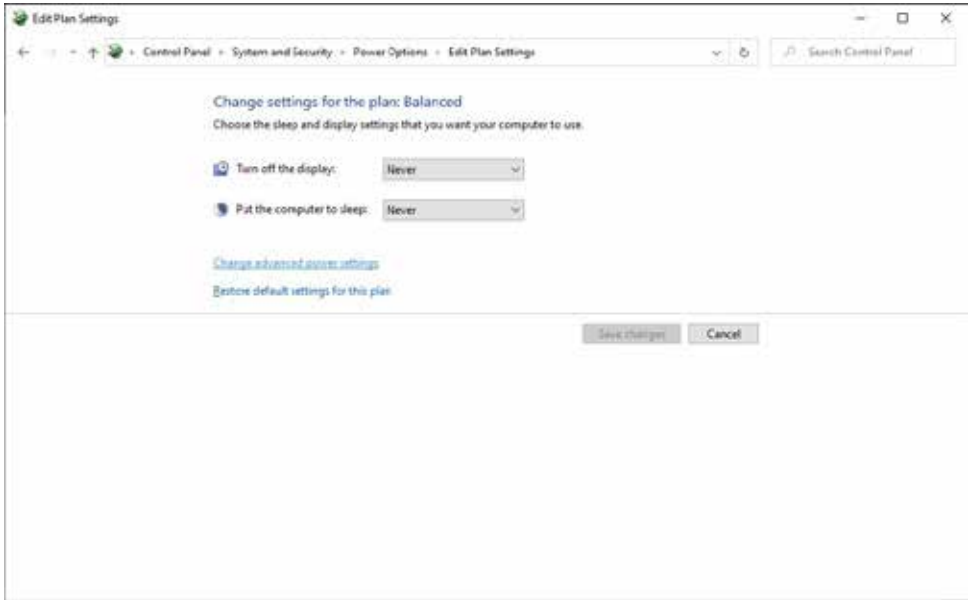 Edit Plan Settings
Control Panel System and Security Power Options Edit Plan Settings
Search Control Panel
Change settings for the plan: Balanced
Choose the sleep and display settings that you want your computer to use.
Turn off the display: Never
Put the computer to sleep: Never
Change advanced power settings
Restore default settings for this plan
Save changes Cancel